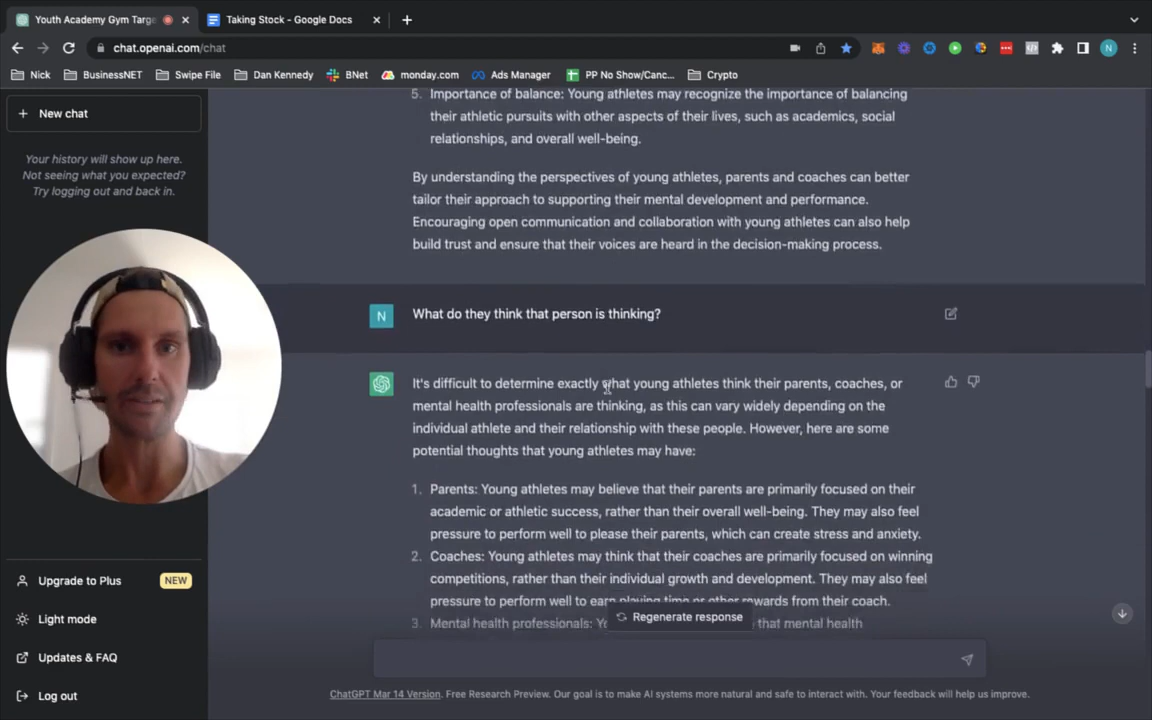 Youth Academy Gym Targe
Taking Stock - Google Docs
chat.openai.com/chat
N
Nick
BusinessNET
Swipe File
Dan Kennedy
BNet
monday.com
Ads Manager
PP No Show/Canc...
Crypto
New chat
Your history will show up here.
Not seeing what you expected?
Try logging out and back in.
Upgrade to Plus
NEW
Light mode
Updates & FAQ
Log out
5. Importance of balance: Young athletes may recognize the importance of balancing
their athletic pursuits with other aspects of their lives, such as academics, social
relationships, and overall well-being.
By understanding the perspectives of young athletes, parents and coaches can better
tailor their approach to supporting their mental development and performance.
Encouraging open communication and collaboration with young athletes can also help
build trust and ensure that their voices are heard in the decision-making process.
N
What do they think that person is thinking?
It's difficult to determine exactly what young athletes think their parents, coaches, or
mental health professionals are thinking, as this can vary widely depending on the
individual athlete and their relationship with these people. However, here are some
potential thoughts that young athletes may have:
1. Parents: Young athletes may believe that their parents are primarily focused on their
academic or athletic success, rather than their overall well-being. They may also feel
pressure to perform well to please their parents, which can create stress and anxiety.
2. Coaches: Young athletes may think that their coaches are primarily focused on winning
competitions, rather than their individual growth and development. They may also feel
pressure to perform well to earn playing time or other rewards from their coach.
3. Mental health professionals: that mental health
Regenerate response
ChatGPT Mar 14 Version. Free Research Preview. Our goal is to make AI systems more natural and safe to interact with. Your feedback will help us improve.